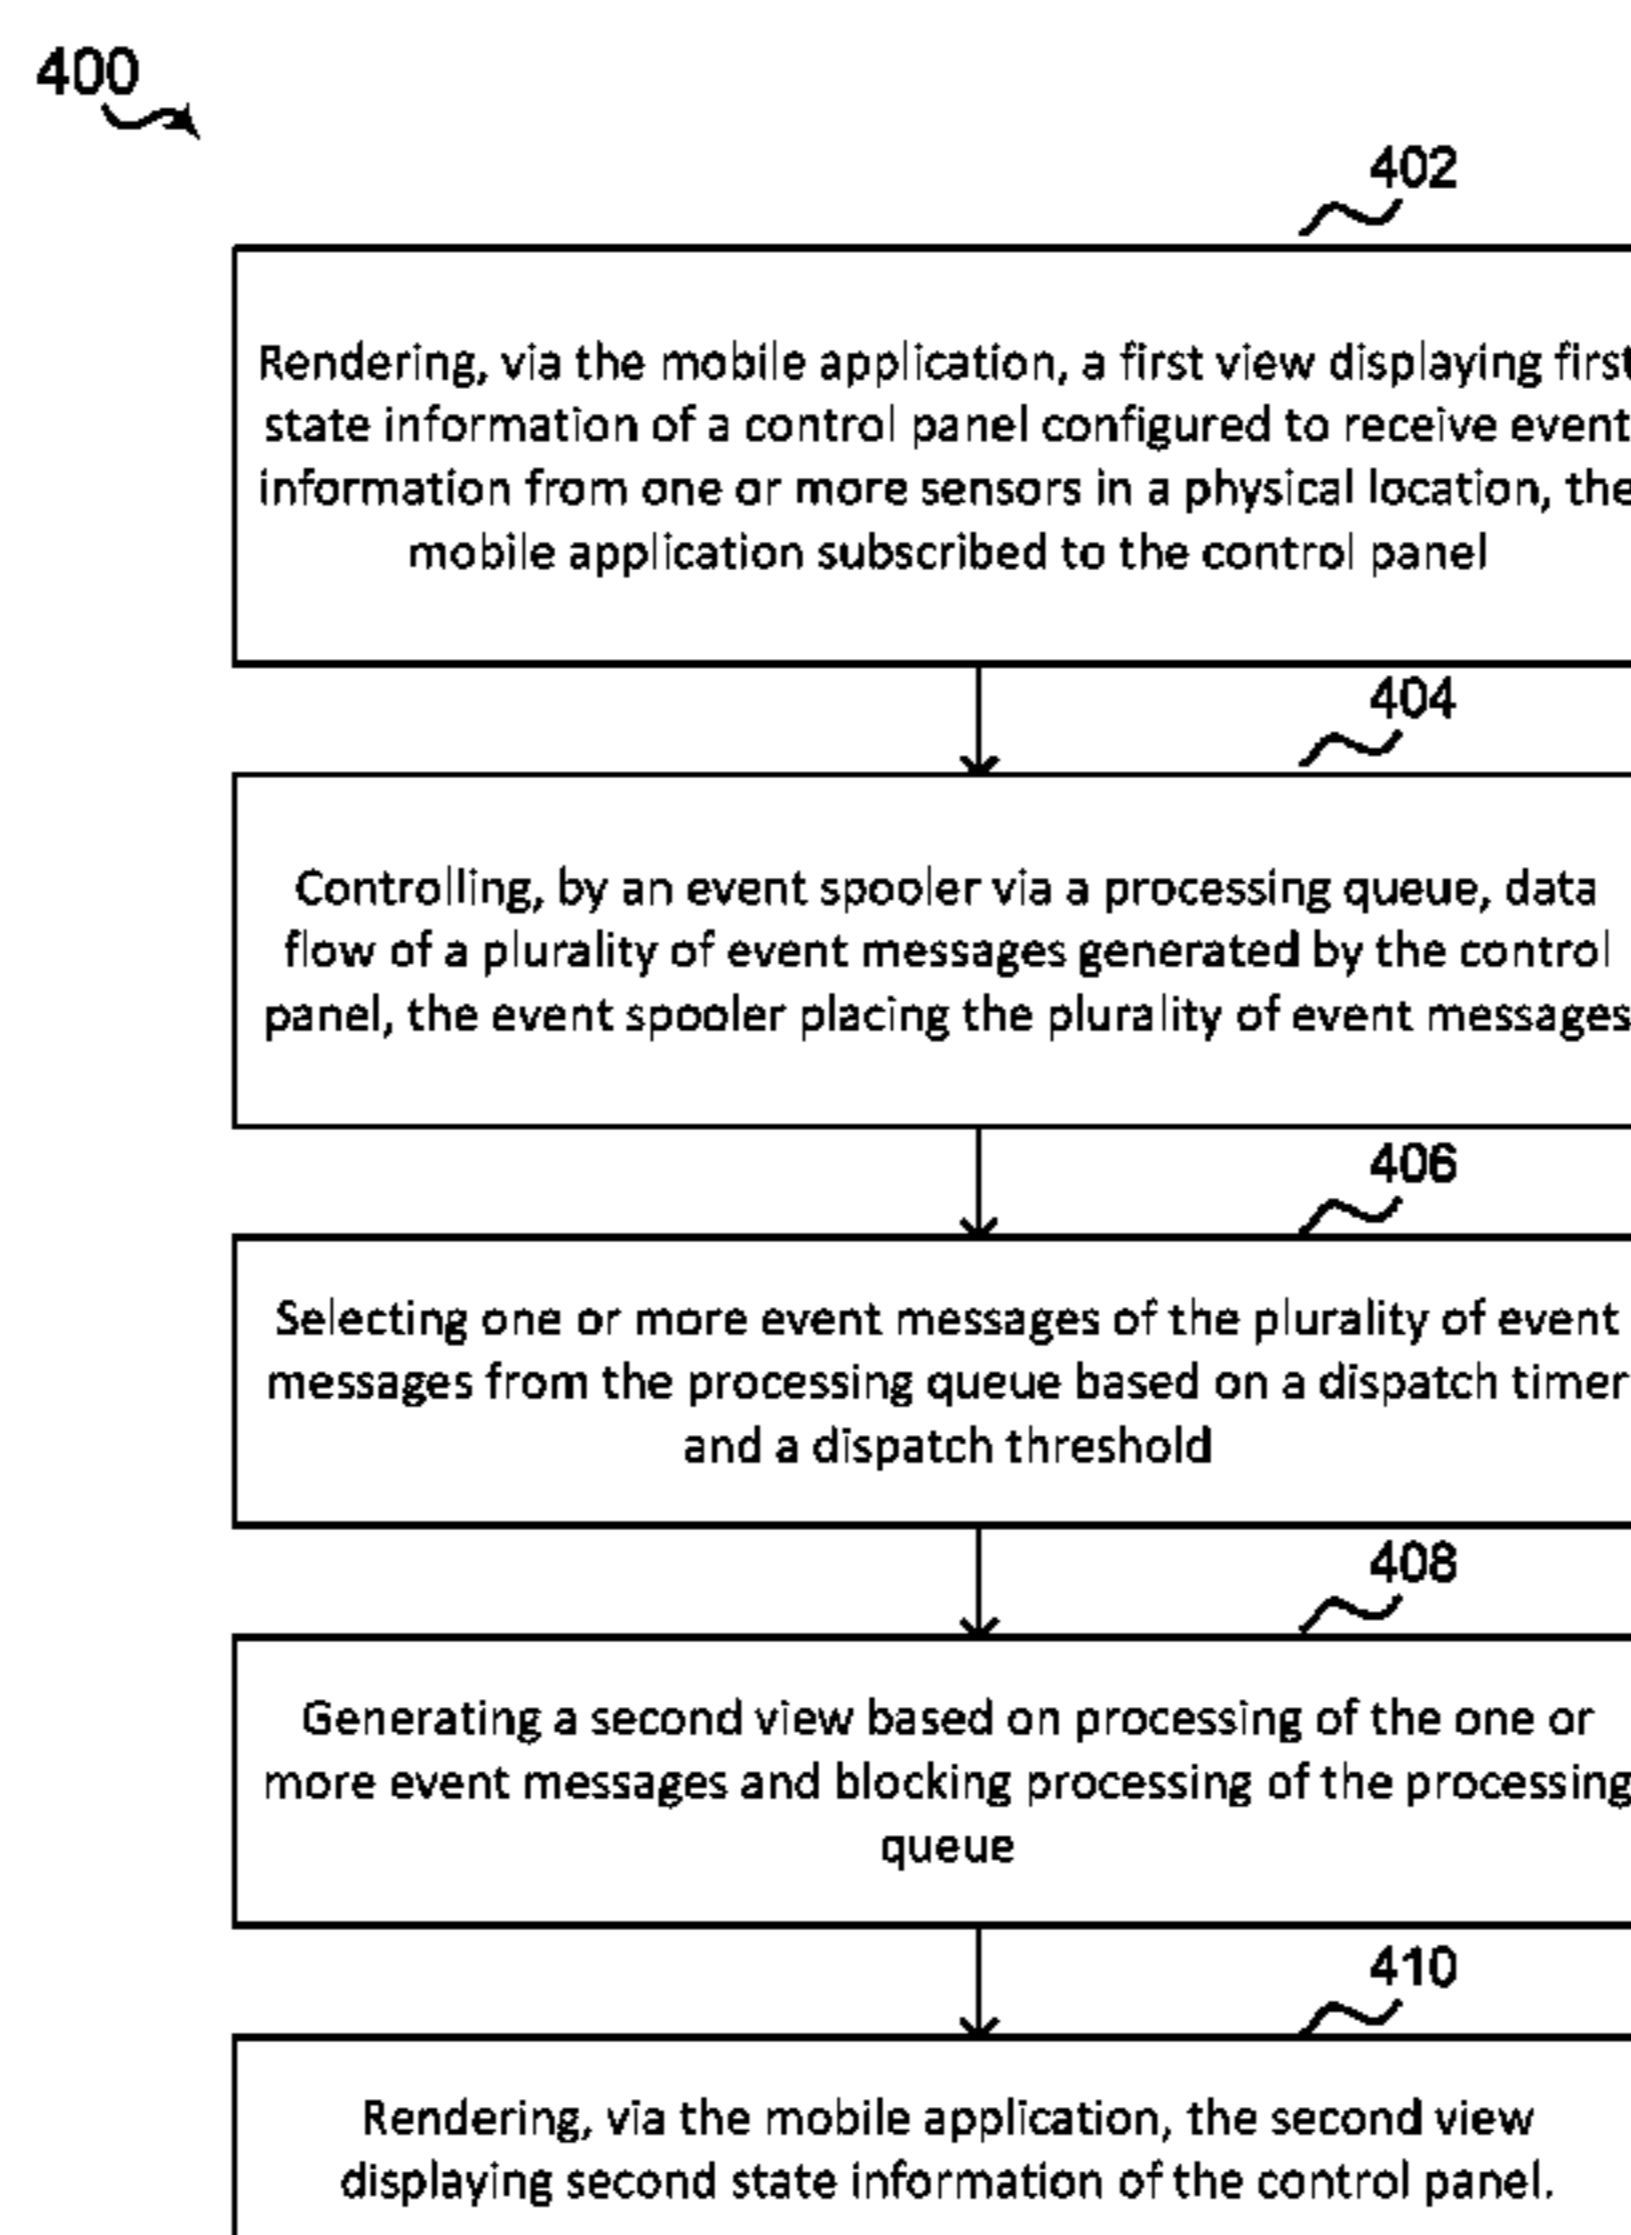 400
402
Rendering, via the mobile application, a first view displaying first
state information of a control panel configured to receive event
information from one or more sensors in a physical location, the
mobile application subscribed to the control panel
404
Controlling, by an event spooler via a processing queue, data
flow of a plurality of event messages generated by the control
panel, the event spooler placing the plurality of event messages
406
Selecting one or more event messages of the plurality of event
messages from the processing queue based on a dispatch timer
and a dispatch threshold
408
Generating a second view based on processing of the one or
more event messages and blocking processing of the processing
queue
410
Rendering, via the mobile application, the second view
displaying second state information of the control panel.